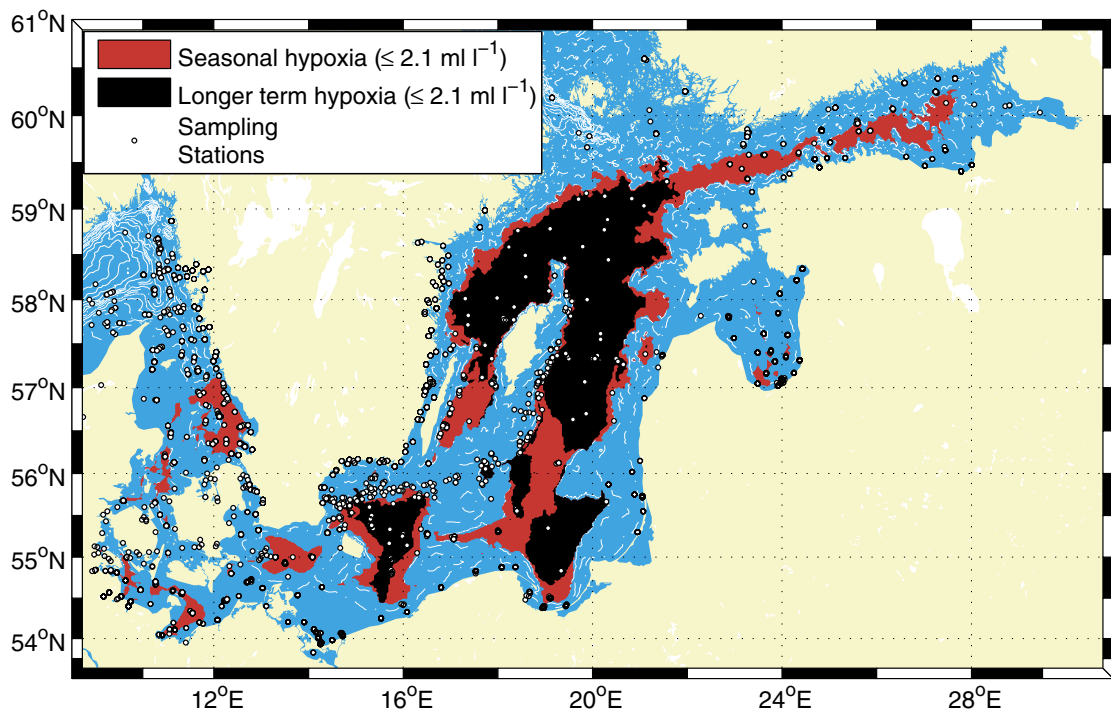 61°N
60°N
59°N
58°N
57°N
56°N
55°N
54°N
Seasonal hypoxia (≤ 2.1 ml l⁻¹)
Longer term hypoxia (≤ 2.1 ml l⁻¹)
Sampling
Stations
12°E
16°E
20°E
24°E
28°E